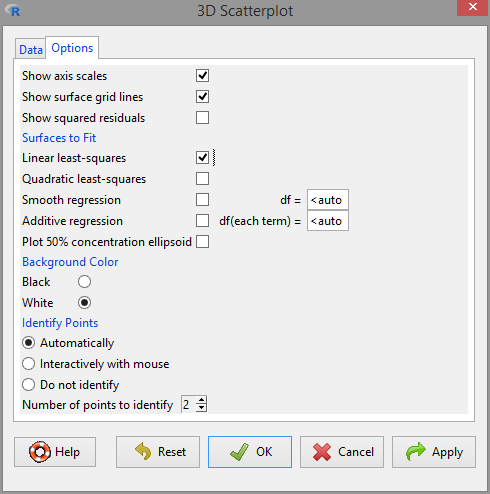 3D Scatterplot
Data Options
Show axis scales
Show surface grid lines
Show squared residuals
Surfaces to Fit
Linear least-squares
Quadratic least-squares
Smooth regression df = <auto
Additive regression df(each term) = <auto
Plot 50% concentration ellipsoid
Background Color
Black
White
Identify Points
Automatically
Interactively with mouse
Do not identify
Number of points to identify 2
Help Reset OK Cancel Apply